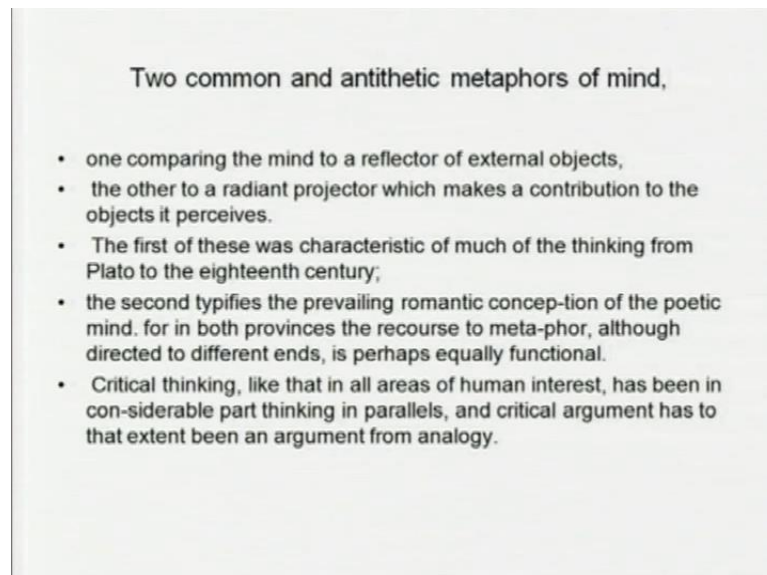 Two common and antithetic metaphors of mind,
• one comparing the mind to a reflector of external objects,
• the other to a radiant projector which makes a contribution to the
objects it perceives.
• The first of these was characteristic of much of the thinking from
Plato to the eighteenth century;
• the second typifies the prevailing romantic concep-tion of the poetic
mind. for in both provinces the recourse to meta-phor, although
directed to different ends, is perhaps equally functional.
• Critical thinking, like that in all areas of human interest, has been in
con-siderable part thinking in parallels, and critical argument has to
that extent been an argument from analogy.